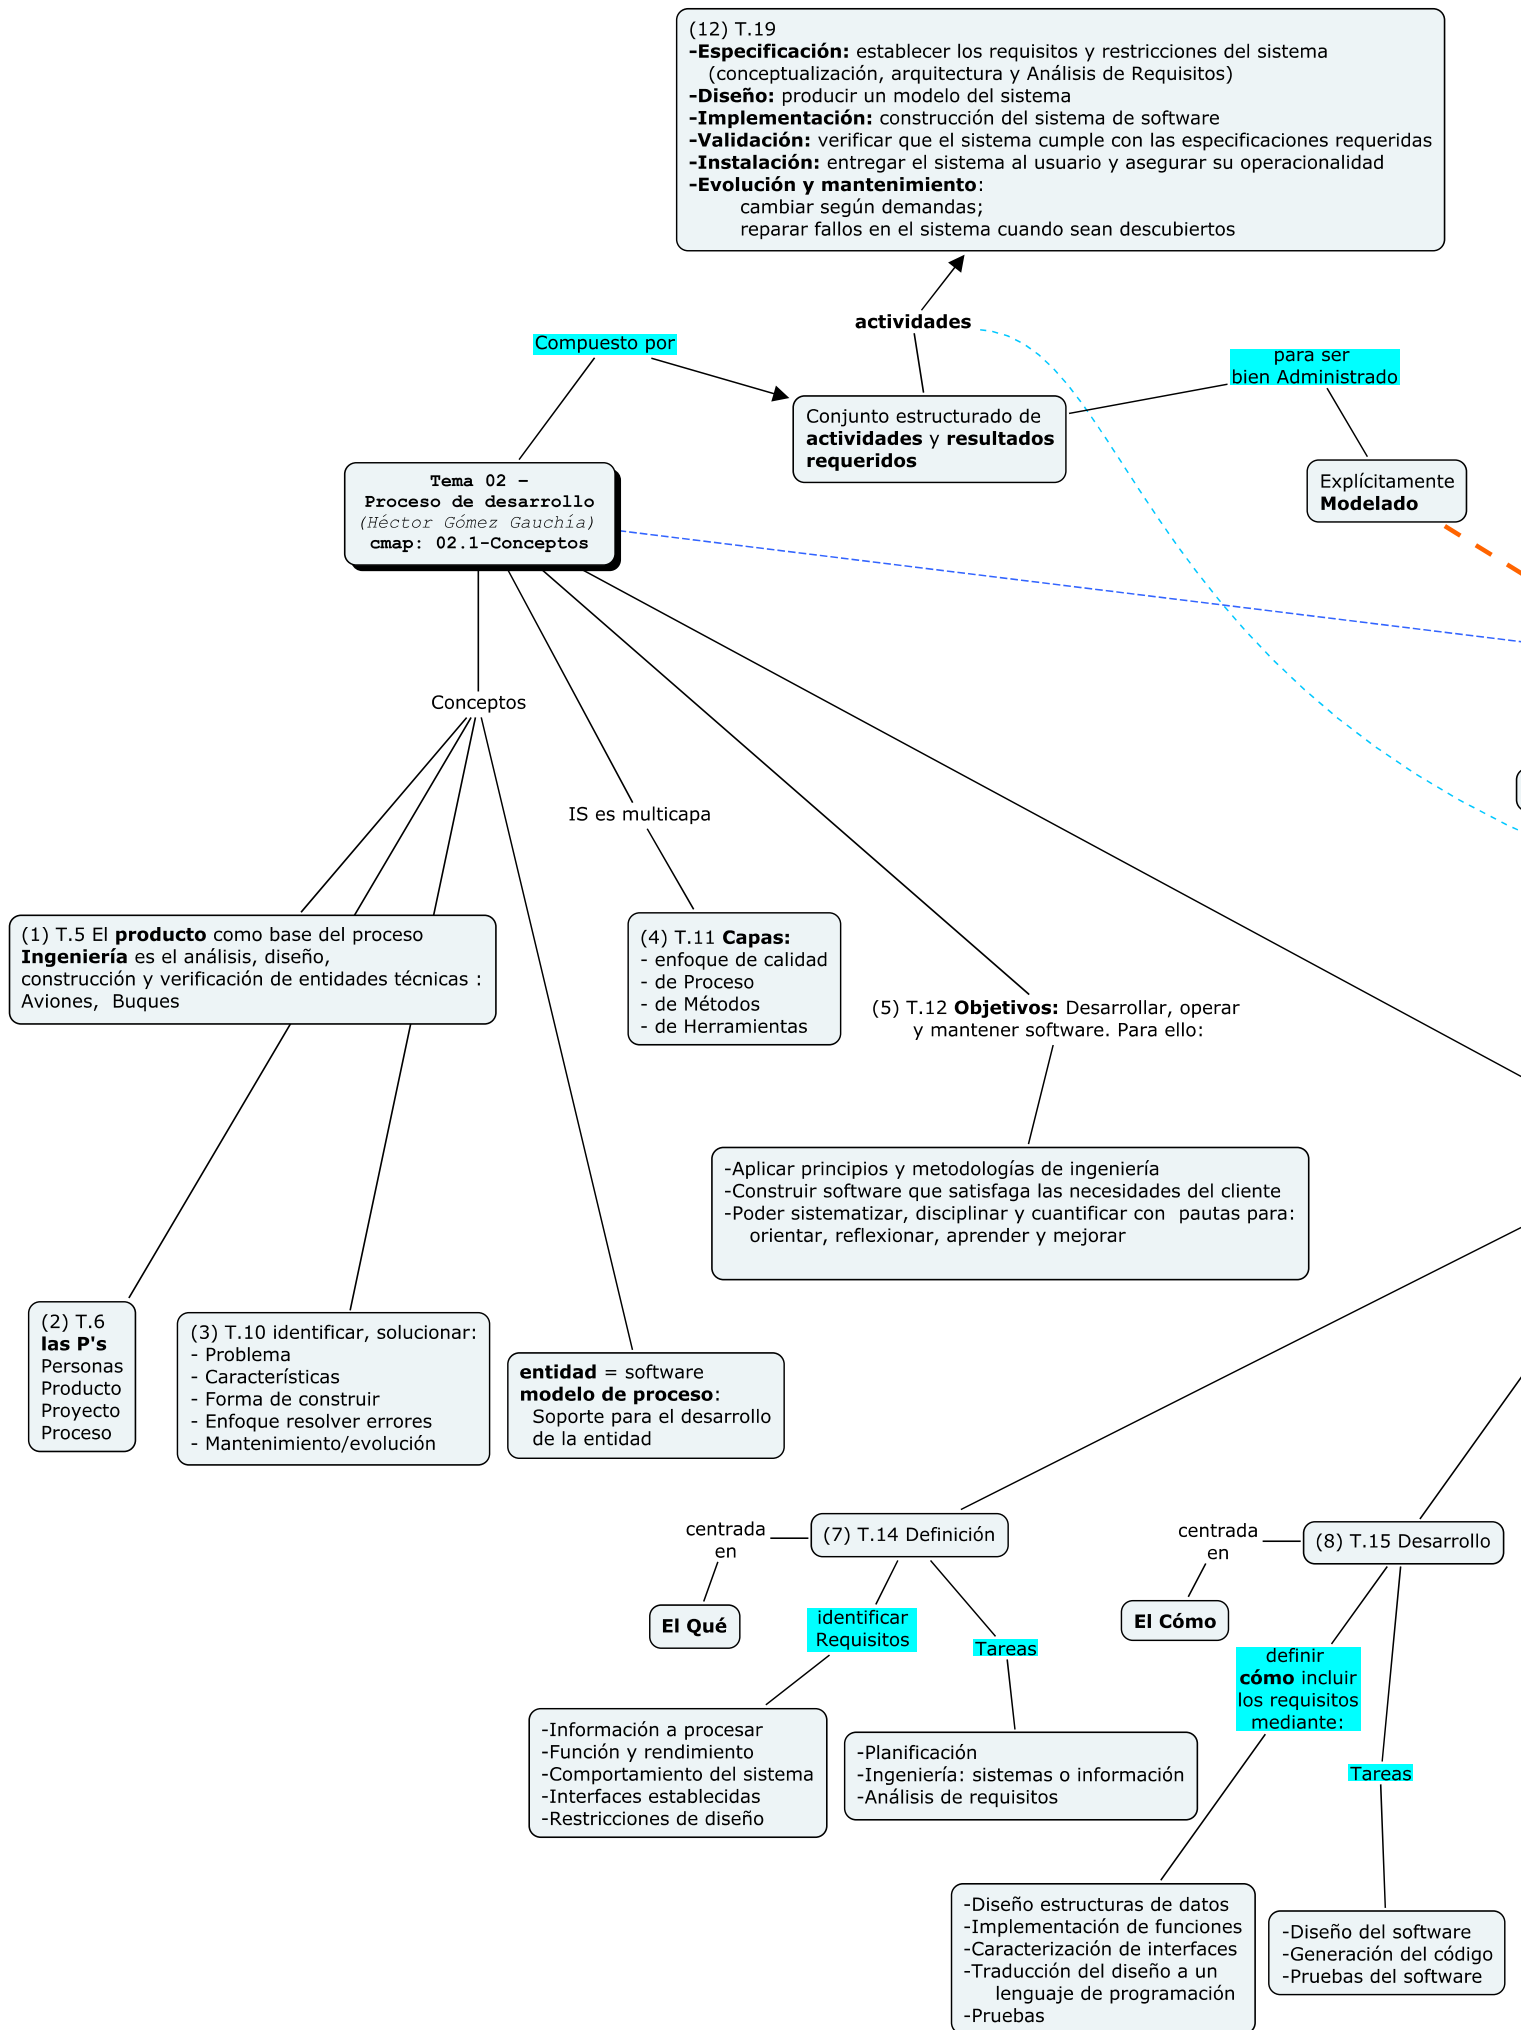 (12) T.19
-Especificación: establecer los requisitos y restricciones del sistema
(conceptualización, arquitectura y Análisis de Requisitos)
-Diseño: producir un modelo del sistema
-Implementación: construcción del sistema de software
-Validación: verificar que el sistema cumple con las especificaciones requeridas
-Instalación: entregar el sistema al usuario y asegurar su operacionalidad
-Evolución y mantenimiento:
cambiar según demandas;
reparar fallos en el sistema cuando sean descubiertos
actividades
Compuesto por
para ser
bien Administrado
Conjunto estructurado de
actividades y resultados
requeridos
Explícitamente
Modelado
Tema 02 –
Proceso de desarrollo
(Héctor Gómez Gauchía)
cmap: 02.1-Conceptos
Conceptos
IS es multicapa
(1) T.5 El producto como base del proceso
Ingeniería es el análisis, diseño,
construcción y verificación de entidades técnicas :
Aviones,  Buques
(4) T.11 Capas:
- enfoque de calidad
- de Proceso
- de Métodos
- de Herramientas
(5) T.12 Objetivos: Desarrollar, operar
y mantener software. Para ello:
-Aplicar principios y metodologías de ingeniería
-Construir software que satisfaga las necesidades del cliente
-Poder sistematizar, disciplinar y cuantificar con  pautas para:
orientar, reflexionar, aprender y mejorar
(2) T.6
las P's
Personas
Producto
Proyecto
Proceso
(3) T.10 identificar, solucionar:
- Problema
- Características
- Forma de construir
- Enfoque resolver errores
- Mantenimiento/evolución
entidad = software
modelo de proceso:
Soporte para el desarrollo
de la entidad
centrada
en
(7) T.14 Definición
El Qué
identificar
Requisitos
Tareas
-Información a procesar
-Función y rendimiento
-Comportamiento del sistema
-Interfaces establecidas
-Restricciones de diseño
-Planificación
-Ingeniería: sistemas o información
-Análisis de requisitos
centrada
en
(8) T.15 Desarrollo
El Cómo
definir
cómo incluir
los requisitos
mediante:
Tareas
-Diseño estructuras de datos
-Implementación de funciones
-Caracterización de interfaces
-Traducción del diseño a un
lenguaje de programación
-Pruebas
-Diseño del software
-Generación del código
-Pruebas del software